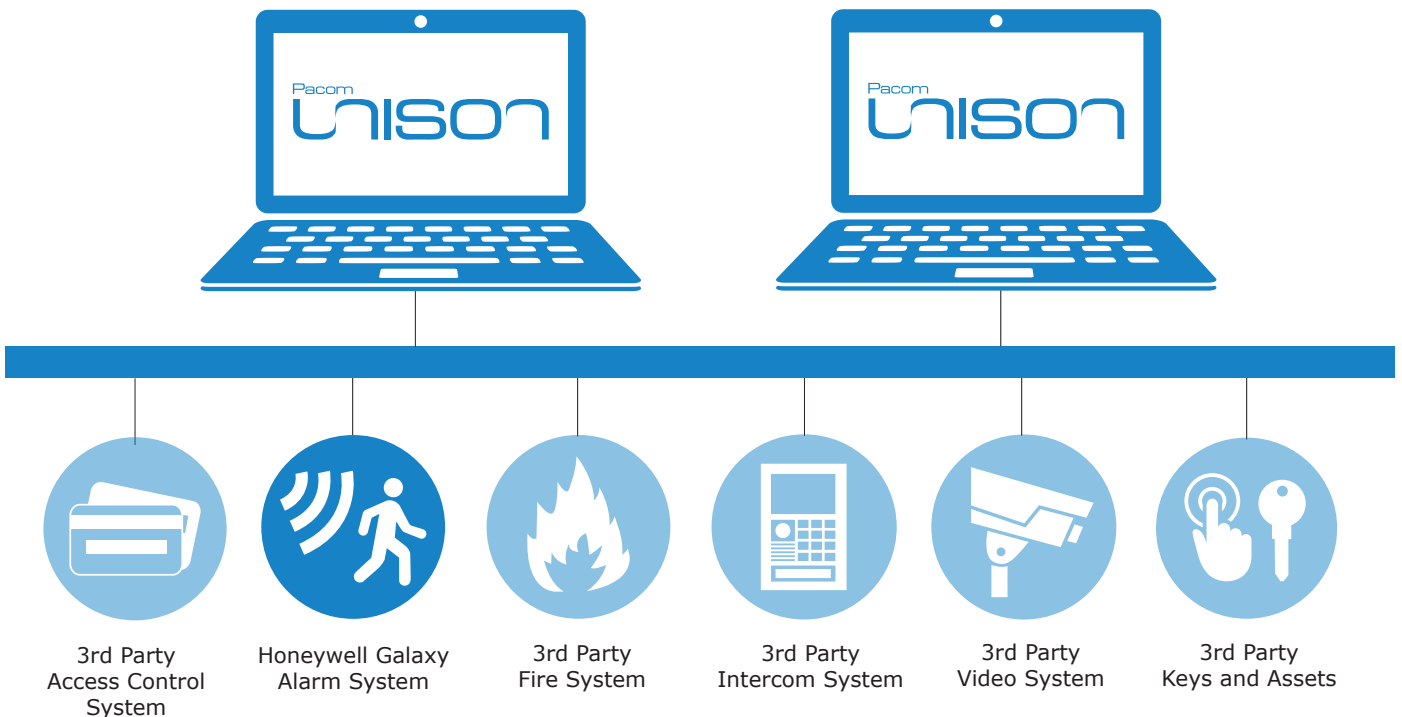 Pacom
UNISON
Pacom
UNISON
3rd Party
Access Control
System
Honeywell Galaxy
Alarm System
3rd Party
Fire System
3rd Party
Intercom System
3rd Party
Video System
3rd Party
Keys and Assets